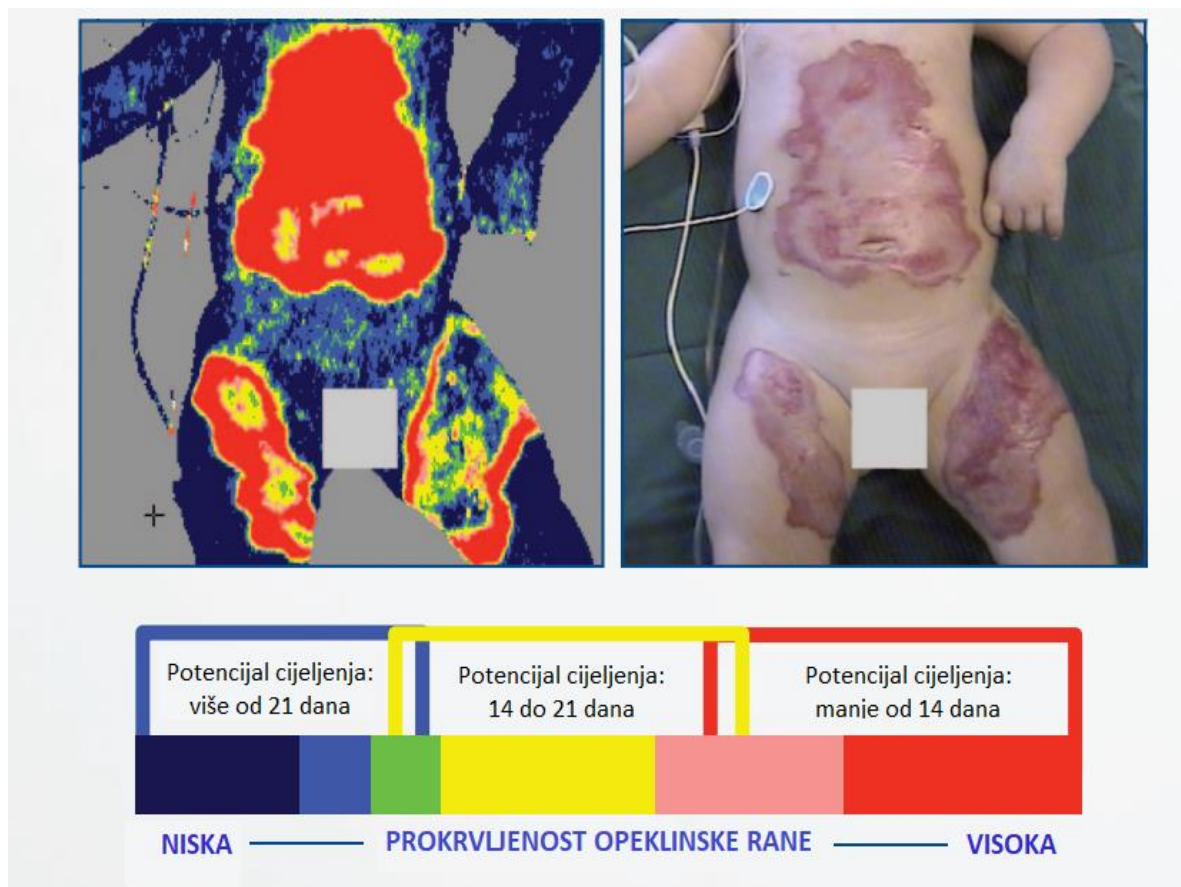 Potencijal cijeljenja:
više od 21 dana
Potencijal cijeljenja:
14 do 21 dana
Potencijal cijeljenja:
manje od 14 dana
NISKA
PROKRVLJENOST OPEKLINSKE RANE
VISOKA